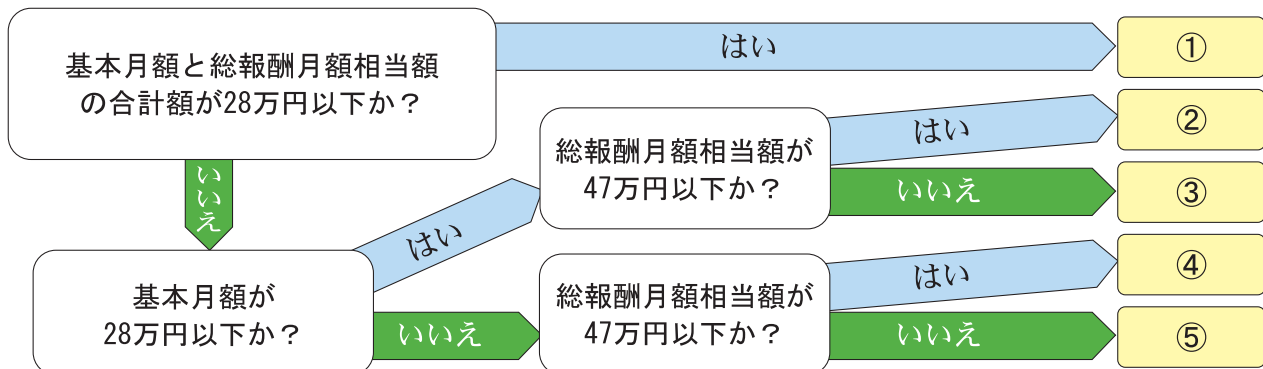 基本月額と総報酬月額相当額
の合計額が28万円以下か？
はい
①
いいえ
基本月額が
28万円以下か？
はい
総報酬月額相当額が
47万円以下か？
はい
②
いいえ
③
いいえ
総報酬月額相当額が
47万円以下か？
はい
④
いいえ
⑤